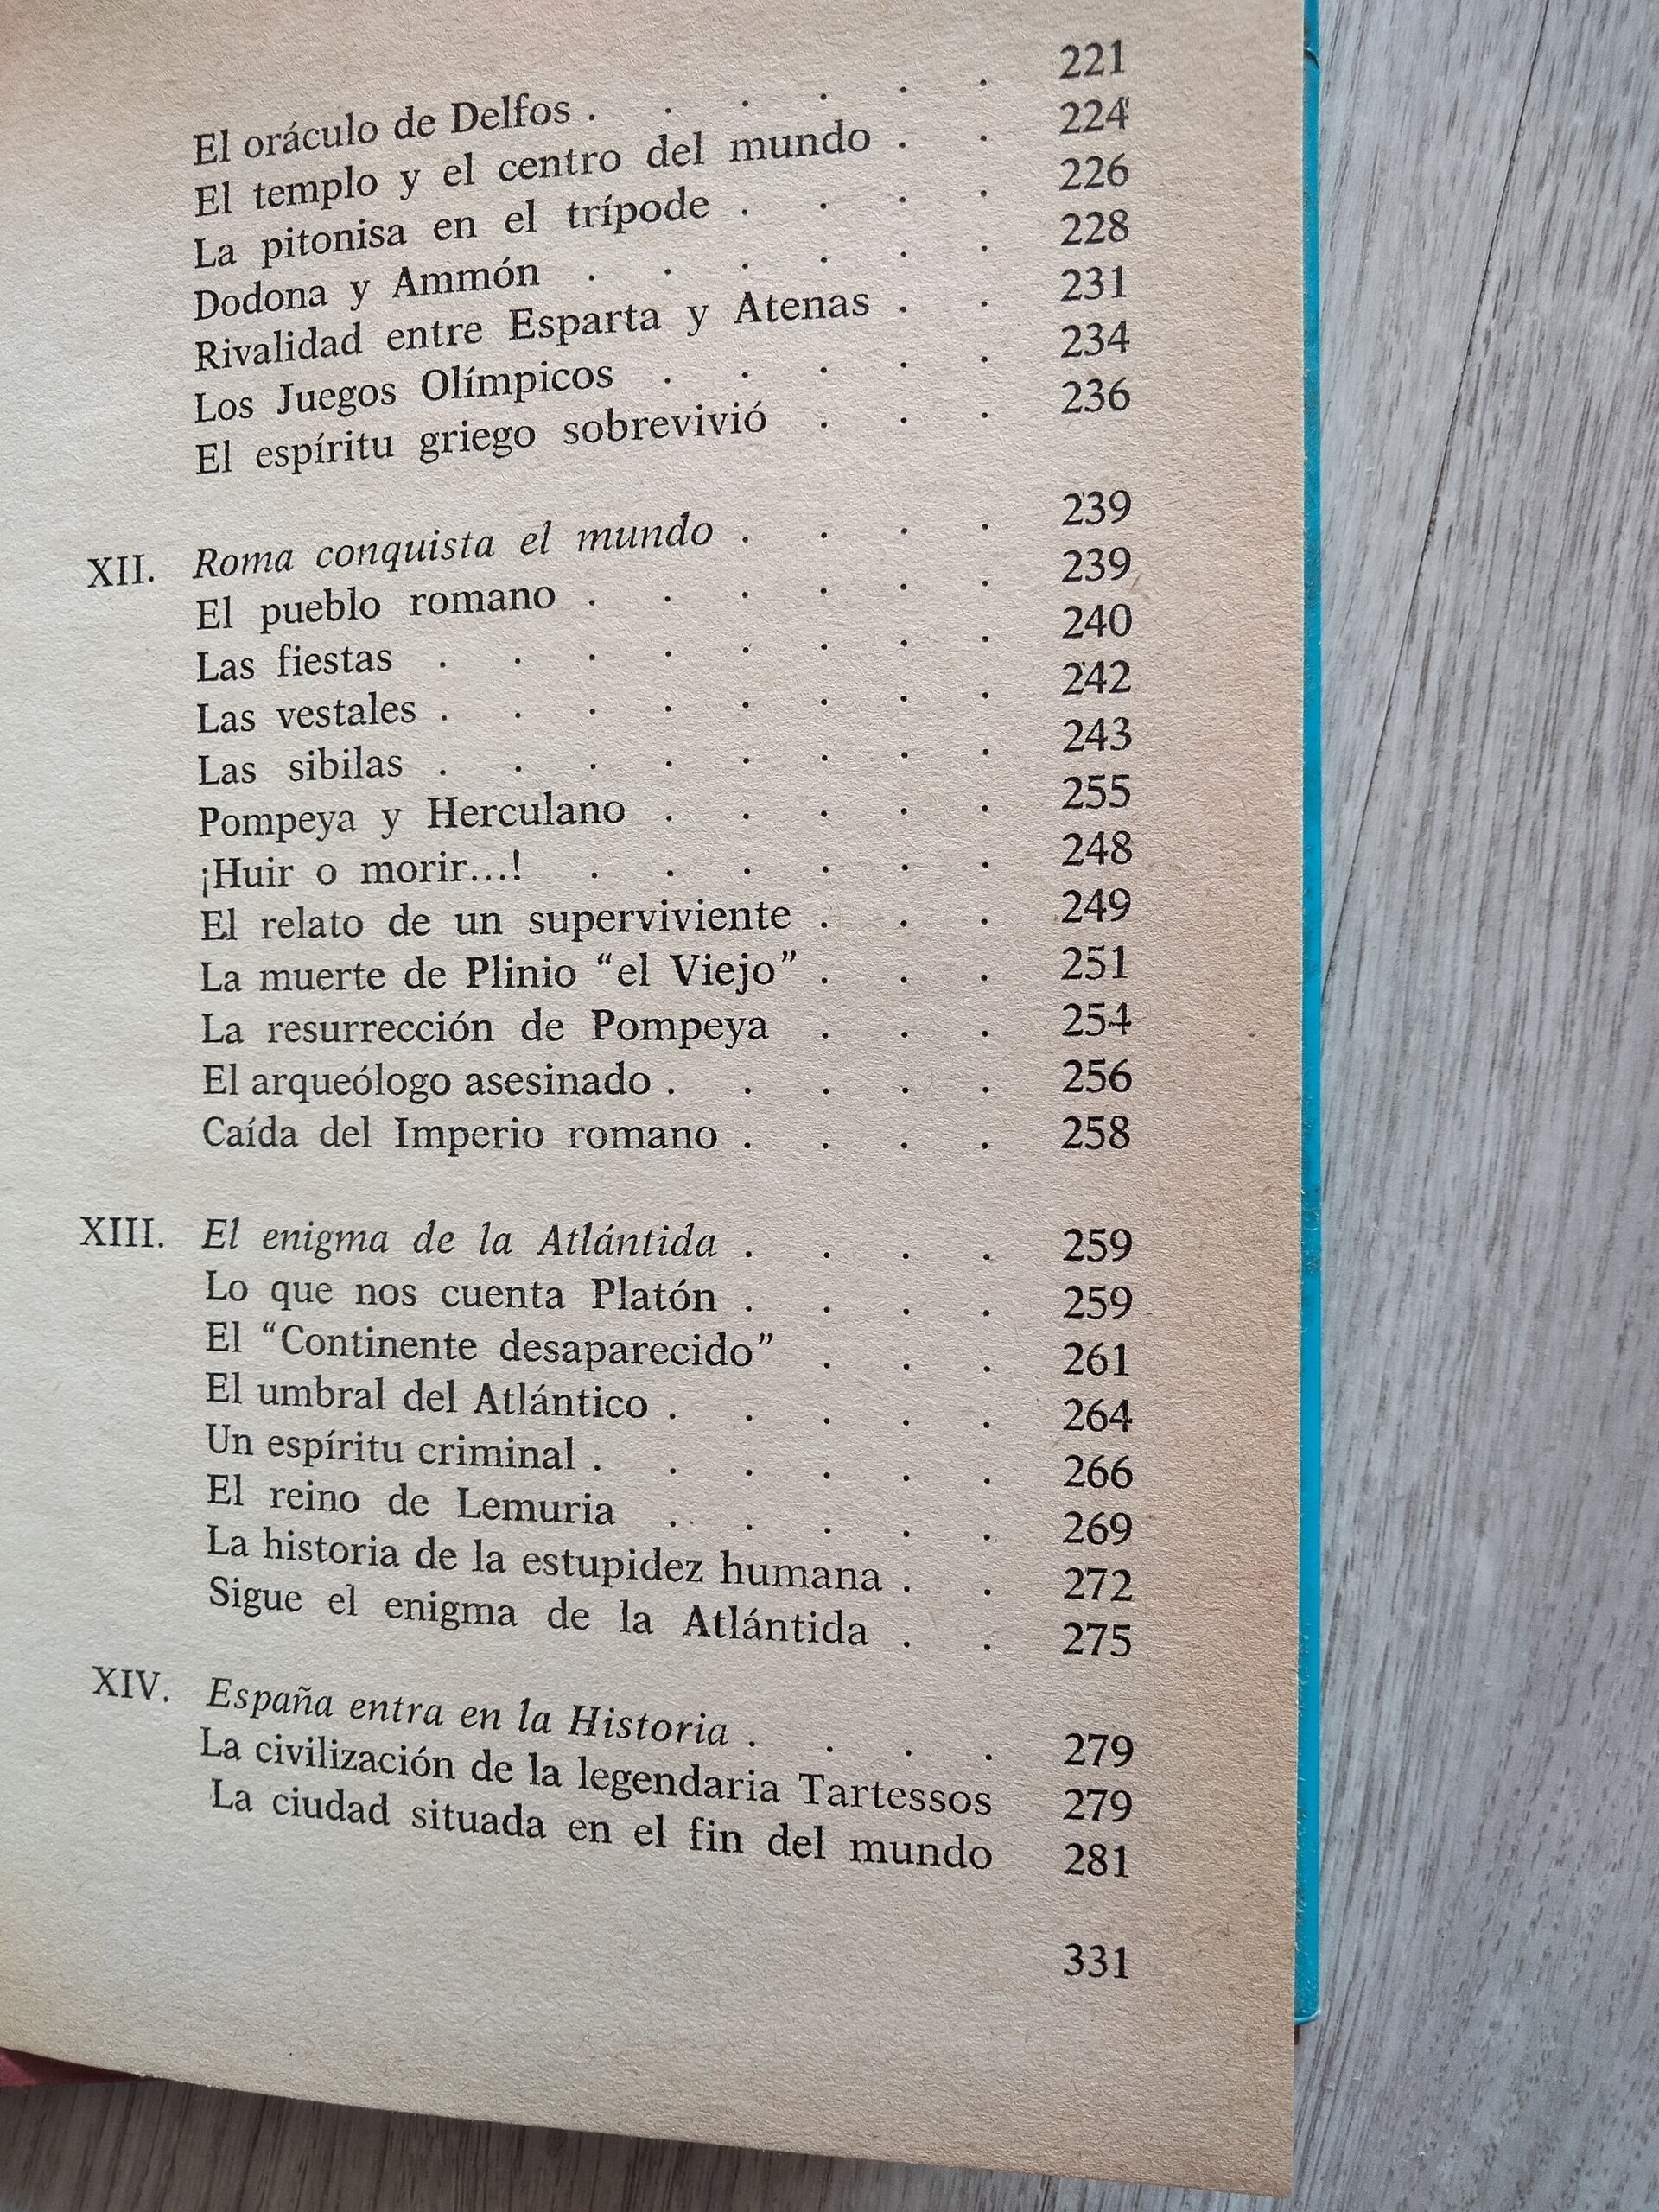 El oráculo de Delfos . . . . . . 221
El templo y el centro del mundo . . 224
La pitonisa en el trípode . . . . 226
Dodona y Ammón . . . . . . 228
Rivalidad entre Esparta y Atenas . . 231
Los Juegos Olímpicos . . . . . 234
El espíritu griego sobrevivió . . . 236
XII. Roma conquista el mundo . . . . 239
El pueblo romano . . . . . . 239
Las fiestas . . . . . . . . 240
Las vestales . . . . . . . . 242
Las sibilas . . . . . . . . 243
Pompeya y Herculano . . . . . 255
¡Huir o morir...! . . . . . . 248
El relato de un superviviente . . . 249
La muerte de Plinio “el Viejo” . . . 251
La resurrección de Pompeya . . . 254
El arqueólogo asesinado . . . . . 256
Caída del Imperio romano . . . . 258
XIII. El enigma de la Atlántida . . . . 259
Lo que nos cuenta Platón . . . . 259
El “Continente desaparecido” . . . 261
El umbral del Atlántico . . . . . 264
Un espíritu criminal . . . . . . 266
El reino de Lemuria . . . . . 269
La historia de la estupidez humana . . 272
Sigue el enigma de la Atlántida . . 275
XIV. España entra en la Historia . . . . 279
La civilización de la legendaria Tartessos 279
La ciudad situada en el fin del mundo 281
331